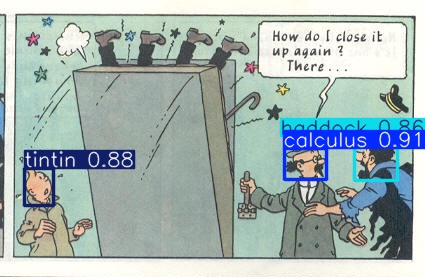 How do I close it
up again ?
There . . .
haddock 0.86
calculus 0.91
tintin 0.88